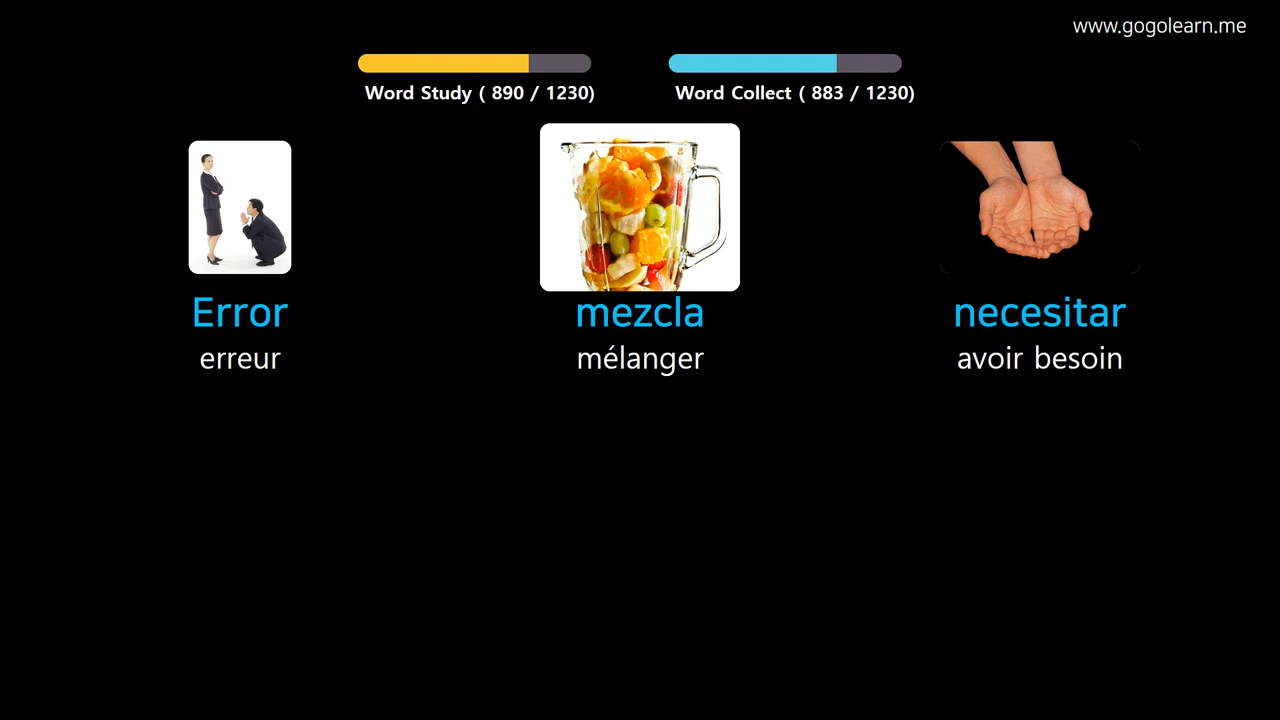 www.gogolearn.me
Word Study ( 890 / 1230)
Word Collect ( 883 / 1230)
Error
mezcla
necesitar
erreur
mélanger
avoir besoin